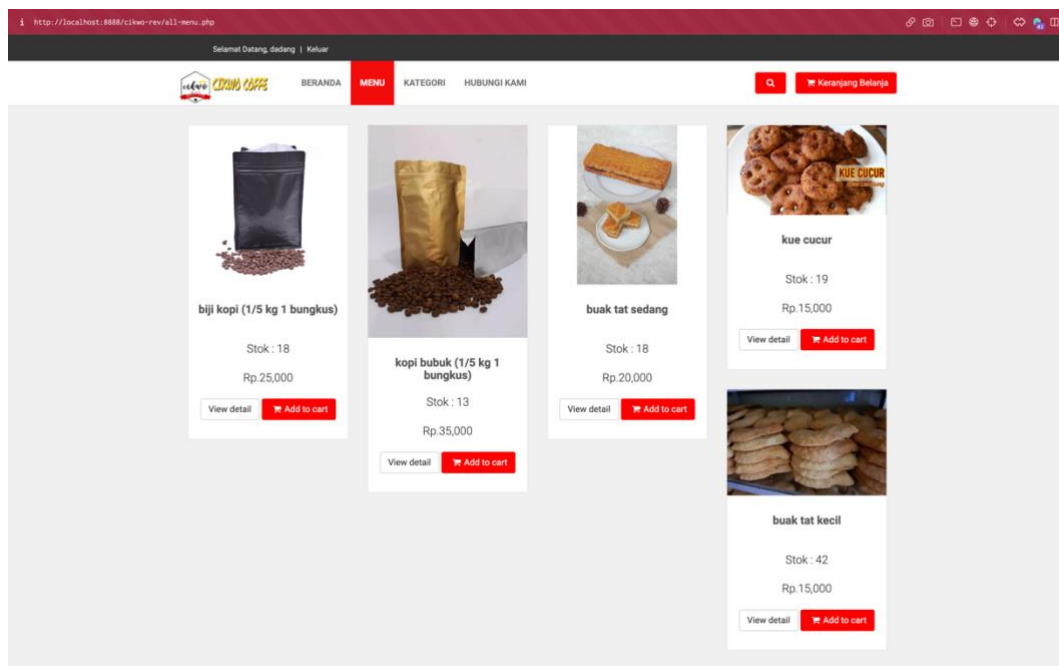 http://localhost:8888/cikwo-rev/all-menu.php
Selamat Datang, dadang | Keluar
cikwo CIKWO COFFE
BERANDA MENU KATEGORI HUBUNGI KAMI
Keranjang Belanja
biji kopi (1/5 kg 1 bungkus)
Stok : 18
Rp.25,000
View detail Add to cart
kopi bubuk (1/5 kg 1
bungkus)
Stok : 13
Rp.35,000
View detail Add to cart
buak tat sedang
Stok : 18
Rp.20,000
View detail Add to cart
KUE CUCUR
kue cucur
Stok : 19
Rp.15,000
View detail Add to cart
buak tat kecil
Stok : 42
Rp.15,000
View detail Add to cart